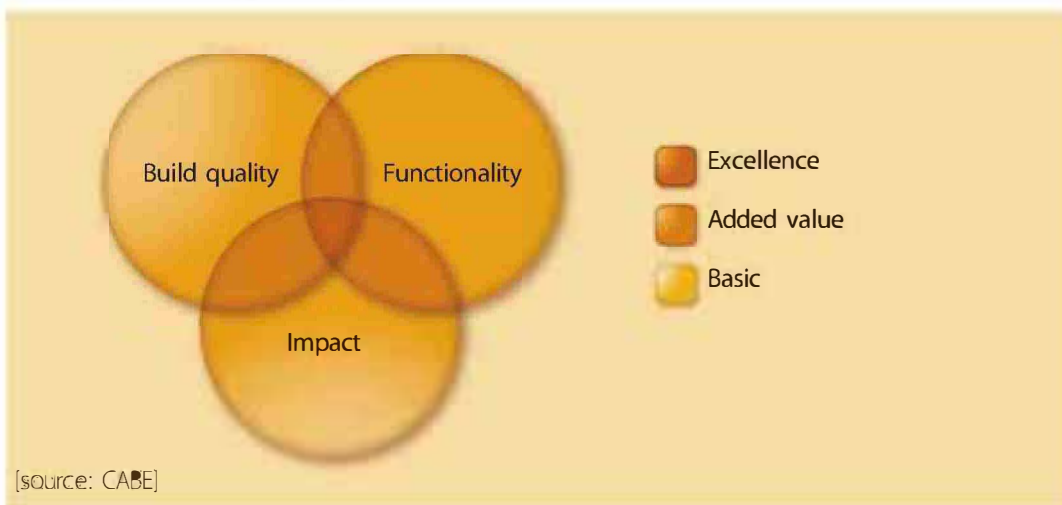 Build quality
Functionality
Impact
Excellence
Added value
Basic
[source: CABE]